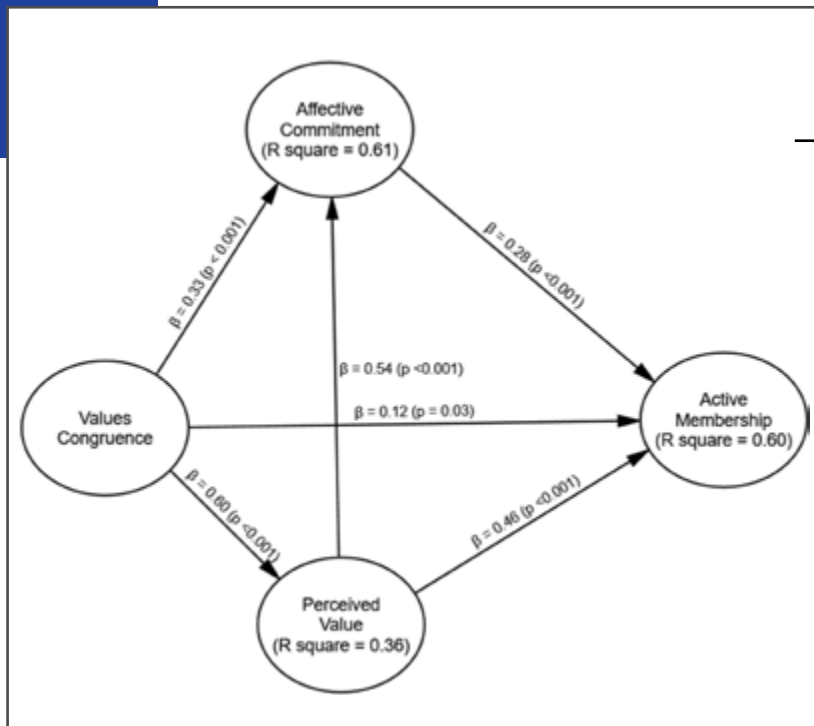 Affective
Commitment
(R square = 0.61)
β = 0.33 (p < 0.001)
β = 0.28 (p <0.001)
β = 0.54 (p <0.001)
β = 0.12 (p = 0.03)
Values
Congruence
Active
Membership
(R square = 0.60)
β = 0.60 (p <0.001)
β = 0.46 (p <0.001)
Perceived
Value
(R square = 0.36)